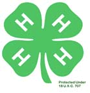 H H
H H
Protected Under
18 U.S.C. 707